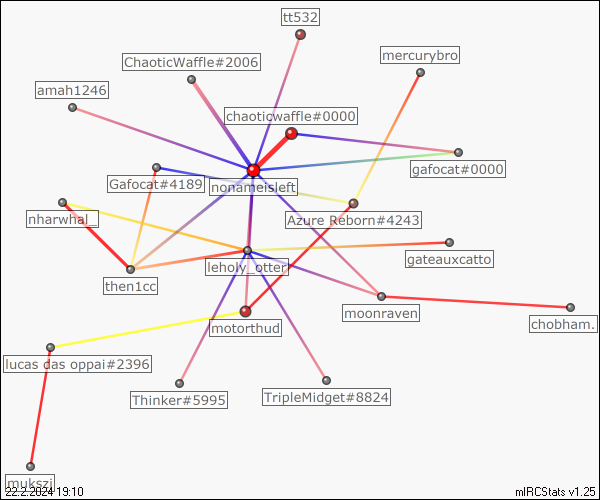 tt532
ChaoticWaffle#2006
mercurybro
amah1246
chaoticwaffle#0000
gafocat#0000
Gafocat#4189
nonameisleft
nharwhal_
Azure Reborn#4243
gateauxcatto
leholy_otter
then1cc
moonraven
motorthud
chobham.
lucas das oppai#2396
Thinker#5995
TripleMidget#8824
mukszi
22.2.2024 19:10
mIRCStats v1.25